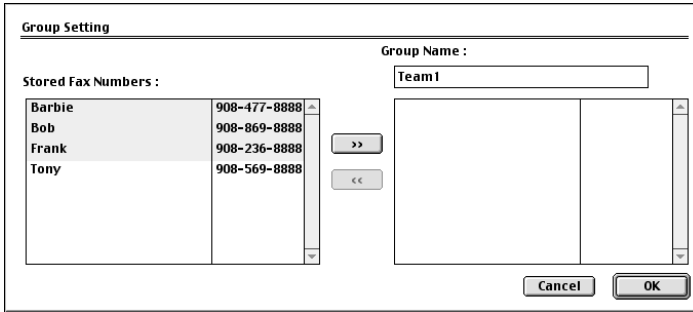 Group Setting
Group Name :
Team1
Stored Fax Numbers :
Barbie 908-477-8888
Bob 908-869-8888
Frank 908-236-8888
Tony 908-569-8888
>>
<<
Cancel OK